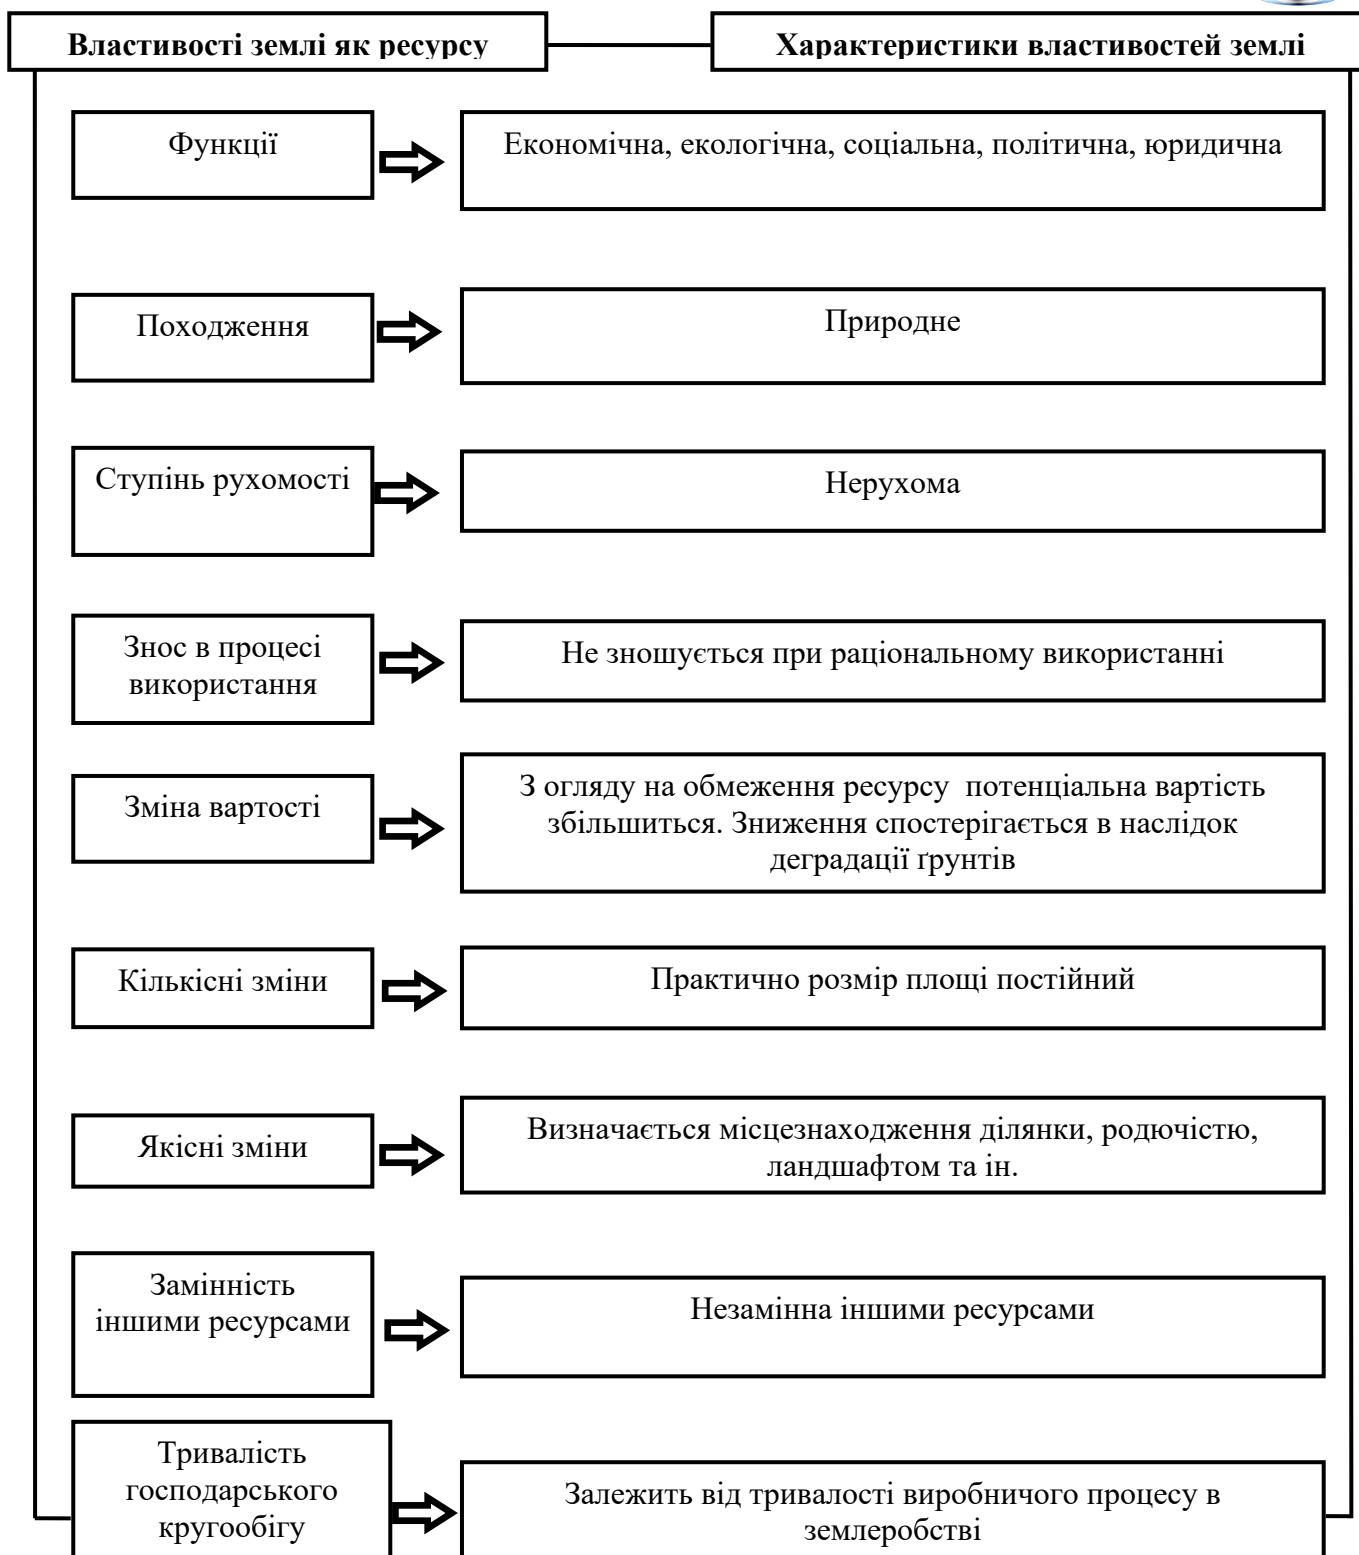 Властивості землі як ресурсу
Характеристики властивостей землі
Функції
Економічна, екологічна, соціальна, політична, юридична
Походження
Природне
Ступінь рухомості
Нерухома
Знос в процесі
використання
Не зношується при раціональному використанні
Зміна вартості
З огляду на обмеження ресурсу потенціальна вартість
збільшиться. Зниження спостерігається в наслідок
деградації ґрунтів
Кількісні зміни
Практично розмір площі постійний
Якісні зміни
Визначається місцезнаходження ділянки, родючістю,
ландшафтом та ін.
Замінність
іншими ресурсами
Незамінна іншими ресурсами
Тривалість
господарського
кругообігу
Залежить від тривалості виробничого процесу в
землеробстві